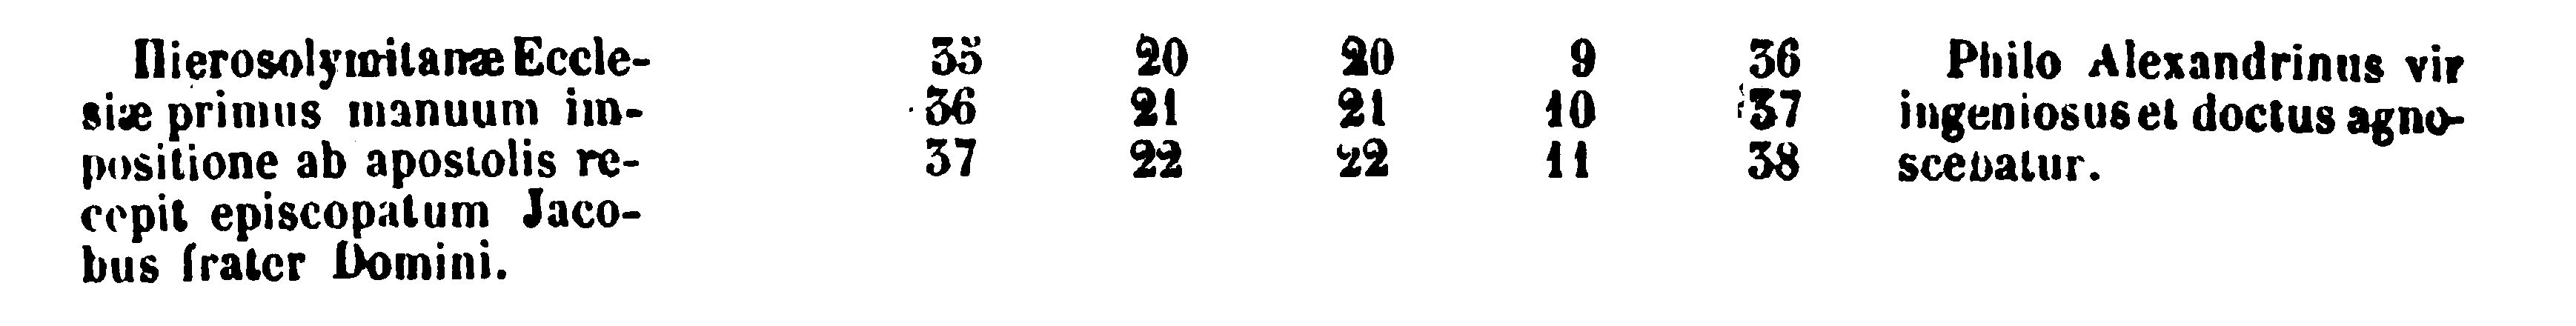 Hierosolymitanæ Eccle-
siæ primus manuum im-
positione ab apostolis re-
cepit episcopatum Jaco-
bus frater Domini.
35 20 20 9 36
36 21 21 10 37
37 22 22 11 38
Philo Alexandrinus vir
ingeniosus et doctus agno-
scebatur.